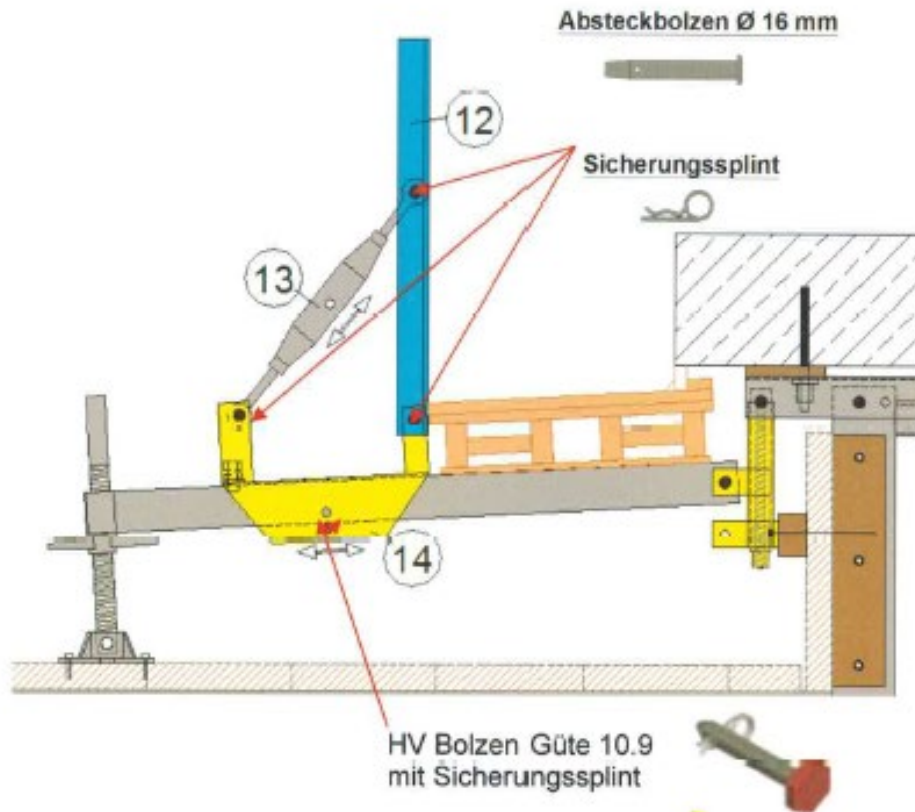 Absteckbolzen Ø 16 mm
12
Sicherungssplint
13
14
HV Bolzen Güte 10.9
mit Sicherungssplint